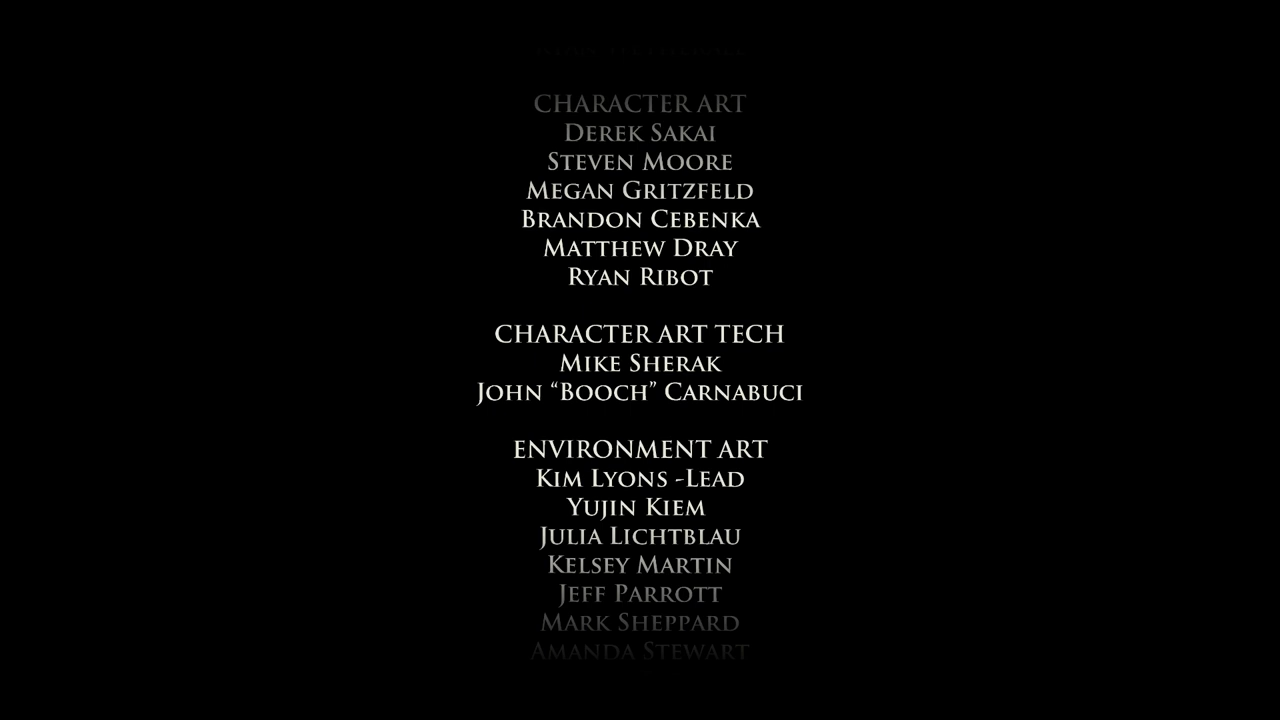 CHARACTER ART
DEREK SAKAI
STEVEN MOORE
MEGAN GRITZFELD
BRANDON CEBENKA
MATTHEW DRAY
RYAN RIBOT
CHARACTER ART TECH
MIKE SHERAK
JOHN “BOOCH” CARNABUCI
ENVIRONMENT ART
KIM LYONS -LEAD
YUJIN KIEM
JULIA LICHTBLAU
KELSEY MARTIN
JEFF PARROTT
MARK SHEPPARD
AMANDA STEWART